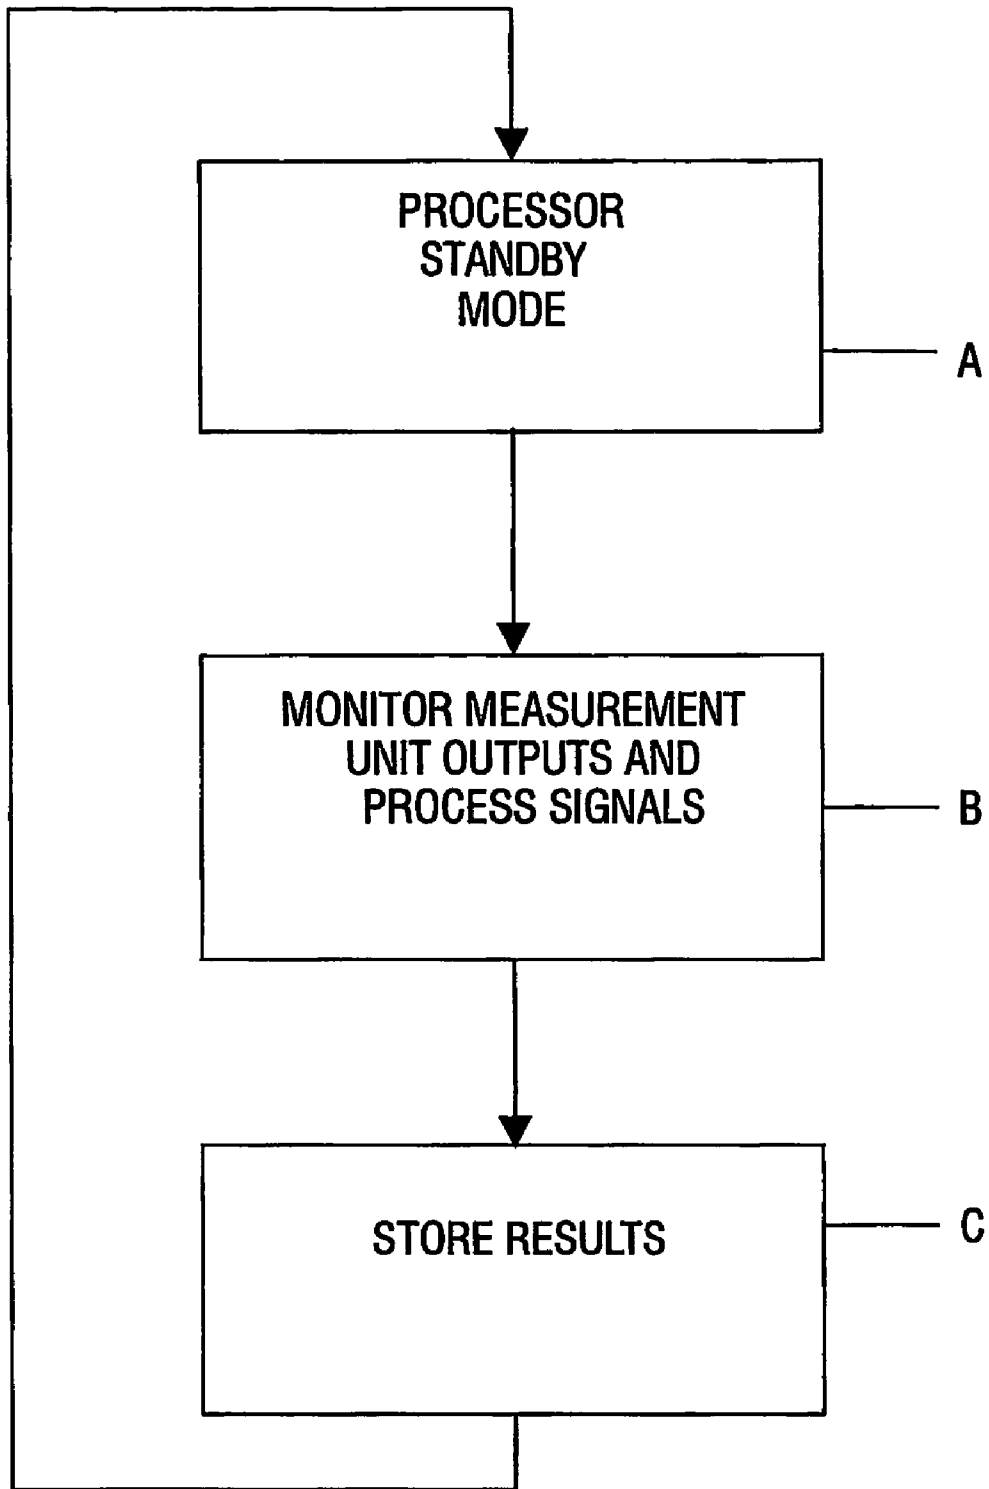 PROCESSOR
STANDBY
MODE
A
MONITOR MEASUREMENT
UNIT OUTPUTS AND
PROCESS SIGNALS
B
STORE RESULTS
C